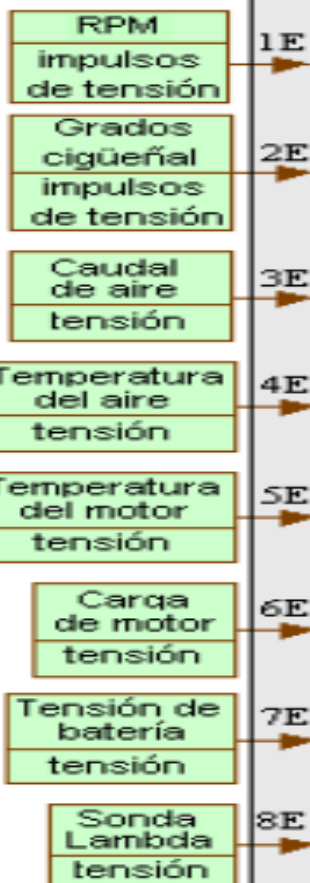 RPM
impulsos
de tensión
1E
Grados
cigüeñal
impulsos
de tensión
2E
Caudal
de aire
tensión
3E
Temperatura
del aire
tensión
4E
Temperatura
del motor
tensión
5E
Carga
de motor
tensión
6E
Tensión de
batería
tensión
7E
Sonda
Lambda
tensión
8E